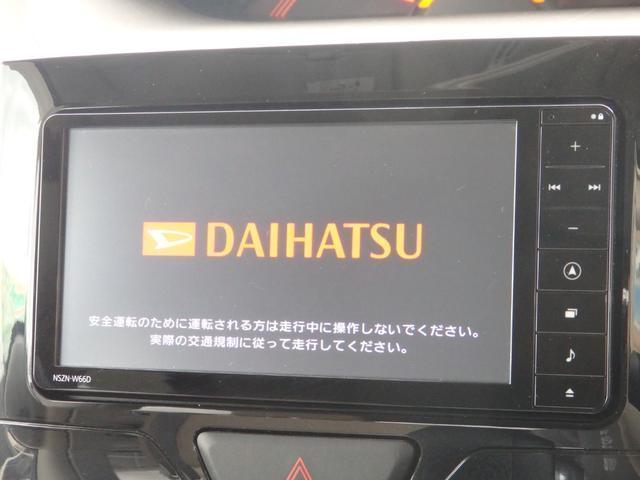 DAIHATSU
安全運転のために運転される方は走行中に操作しないでください。
実際の交通規制に従って走行してください。
NSZN-W66D